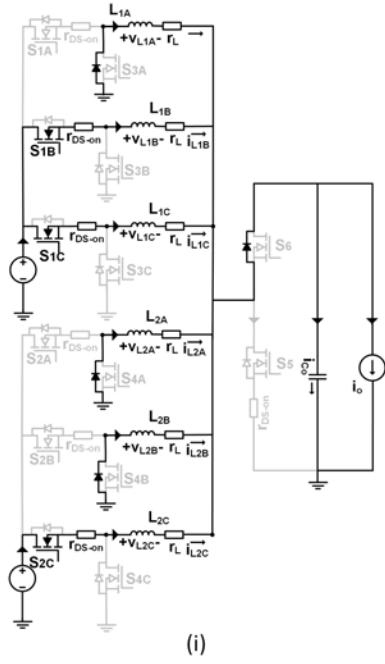 L1A
S1A rDS-on +vL1A- rL
S3A
L1B
S1B rDS-on +vL1B- rL iL1B
S3B
L1C
S1C rDS-on +vL1C- rL iL1C
S3C
S6
L2A
S2A rDS-on +vL2A- rL iL2A
S4A
S5
iCo
io
rDS-on
L2B
S2B rDS-on +vL2B- rL iL2B
S4B
L2C
S2C rDS-on +vL2C- rL iL2C
S4C
(i)